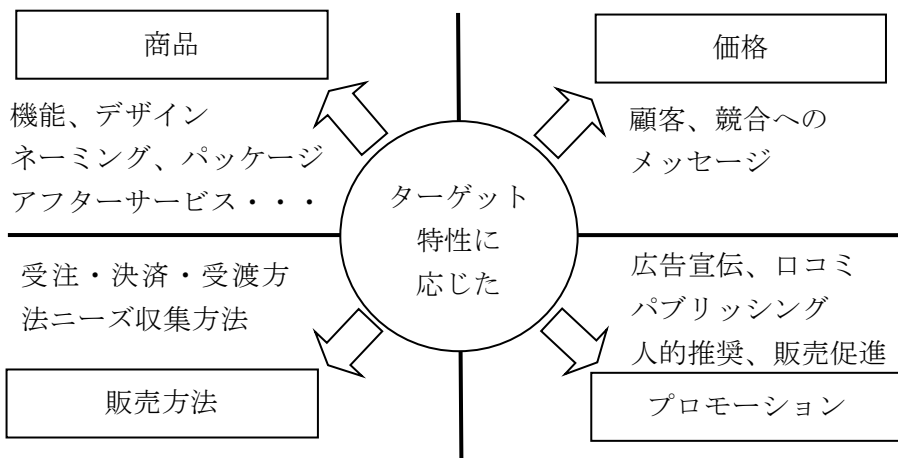 商品
機能、デザイン
ネーミング、パッケージ
アフターサービス・・・
価格
顧客、競合への
メッセージ
ターゲット
特性に
応じた
受注・決済・受渡方
法ニーズ収集方法
販売方法
広告宣伝、口コミ
パブリッシング
人的推奨、販売促進
プロモーション